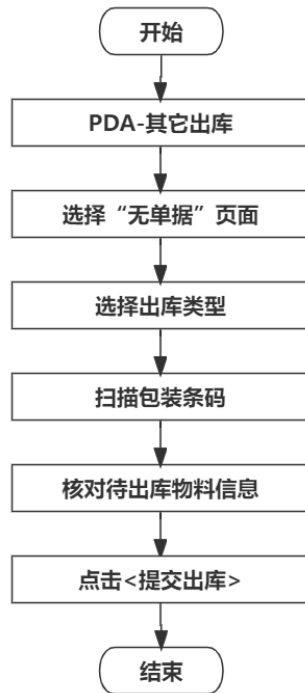 开始
PDA-其它出库
选择“无单据”页面
选择出库类型
扫描包装条码
核对待出库物料信息
点击<提交出库>
结束